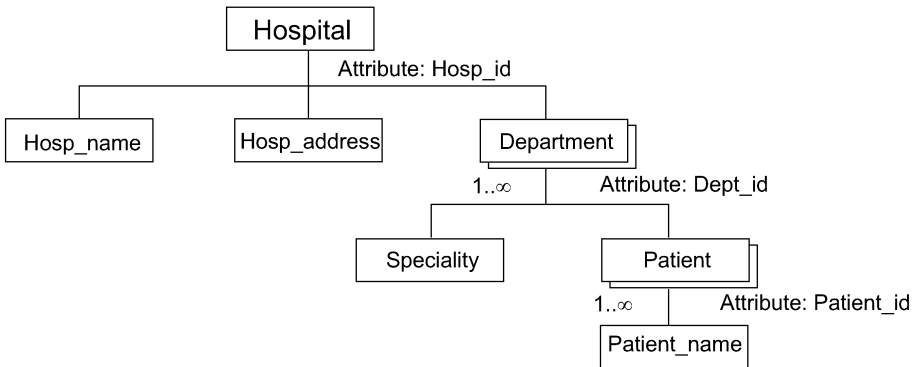 Hospital
Attribute: Hosp_id
Hosp_name
Hosp_address
Department
1..∞
Attribute: Dept_id
Speciality
Patient
1..∞
Attribute: Patient_id
Patient_name